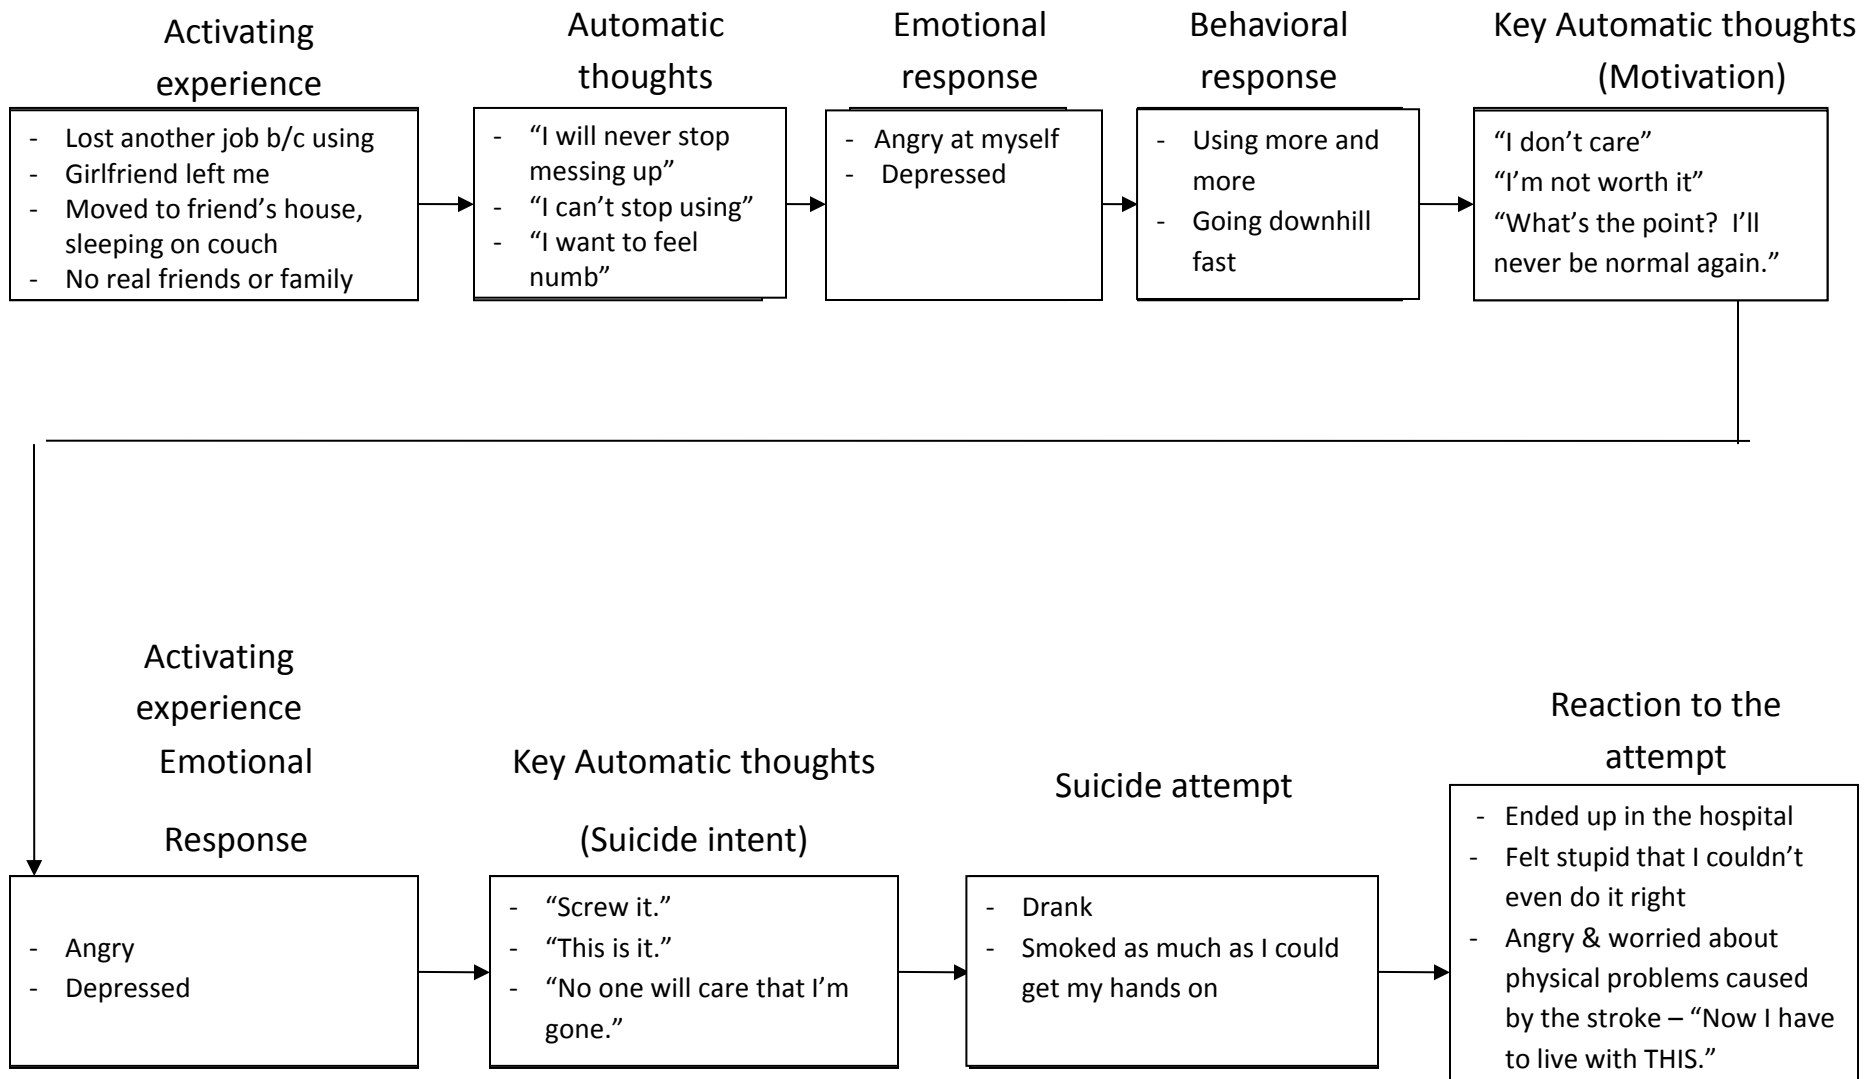 Activating
experience
Automatic
thoughts
Emotional
response
Behavioral
response
Key Automatic thoughts
(Motivation)
- Lost another job b/c using
- Girlfriend left me
- Moved to friend’s house,
sleeping on couch
- No real friends or family
- “I will never stop
messing up”
- “I can’t stop using”
- “I want to feel
numb”
- Angry at myself
- Depressed
- Using more and
more
- Going downhill
fast
“I don’t care”
“I’m not worth it”
“What’s the point? I’ll
never be normal again.”
Activating
experience
Emotional
Response
Key Automatic thoughts
(Suicide intent)
Suicide attempt
Reaction to the
attempt
- Angry
- Depressed
- “Screw it.”
- “This is it.”
- “No one will care that I’m
gone.”
- Drank
- Smoked as much as I could
get my hands on
- Ended up in the hospital
- Felt stupid that I couldn’t
even do it right
- Angry & worried about
physical problems caused
by the stroke – “Now I have
to live with THIS.”